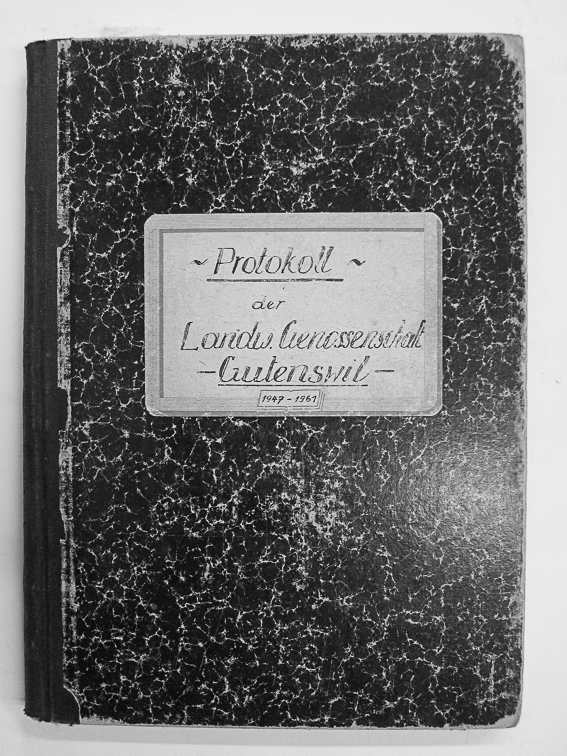 ~ Protokoll ~
der
Landw. Genossenschaft
– Gutenswil –
1947 - 1961